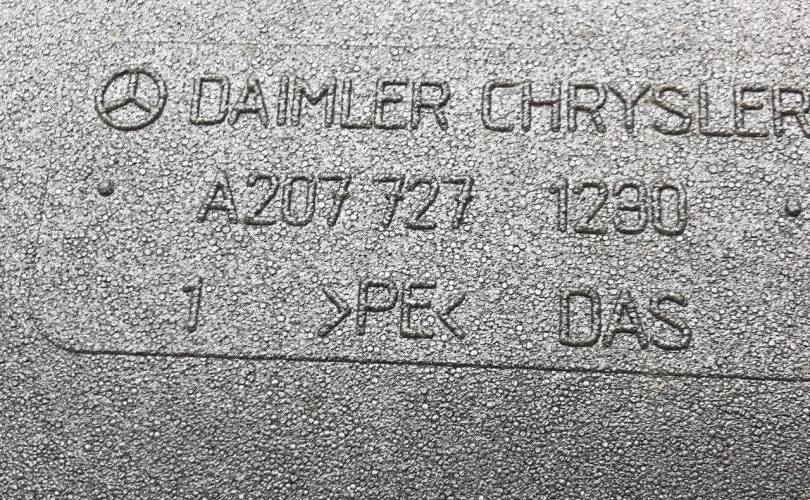 DAIMLER CHRYSLER
A207 727 1230
1 >PE< DAS